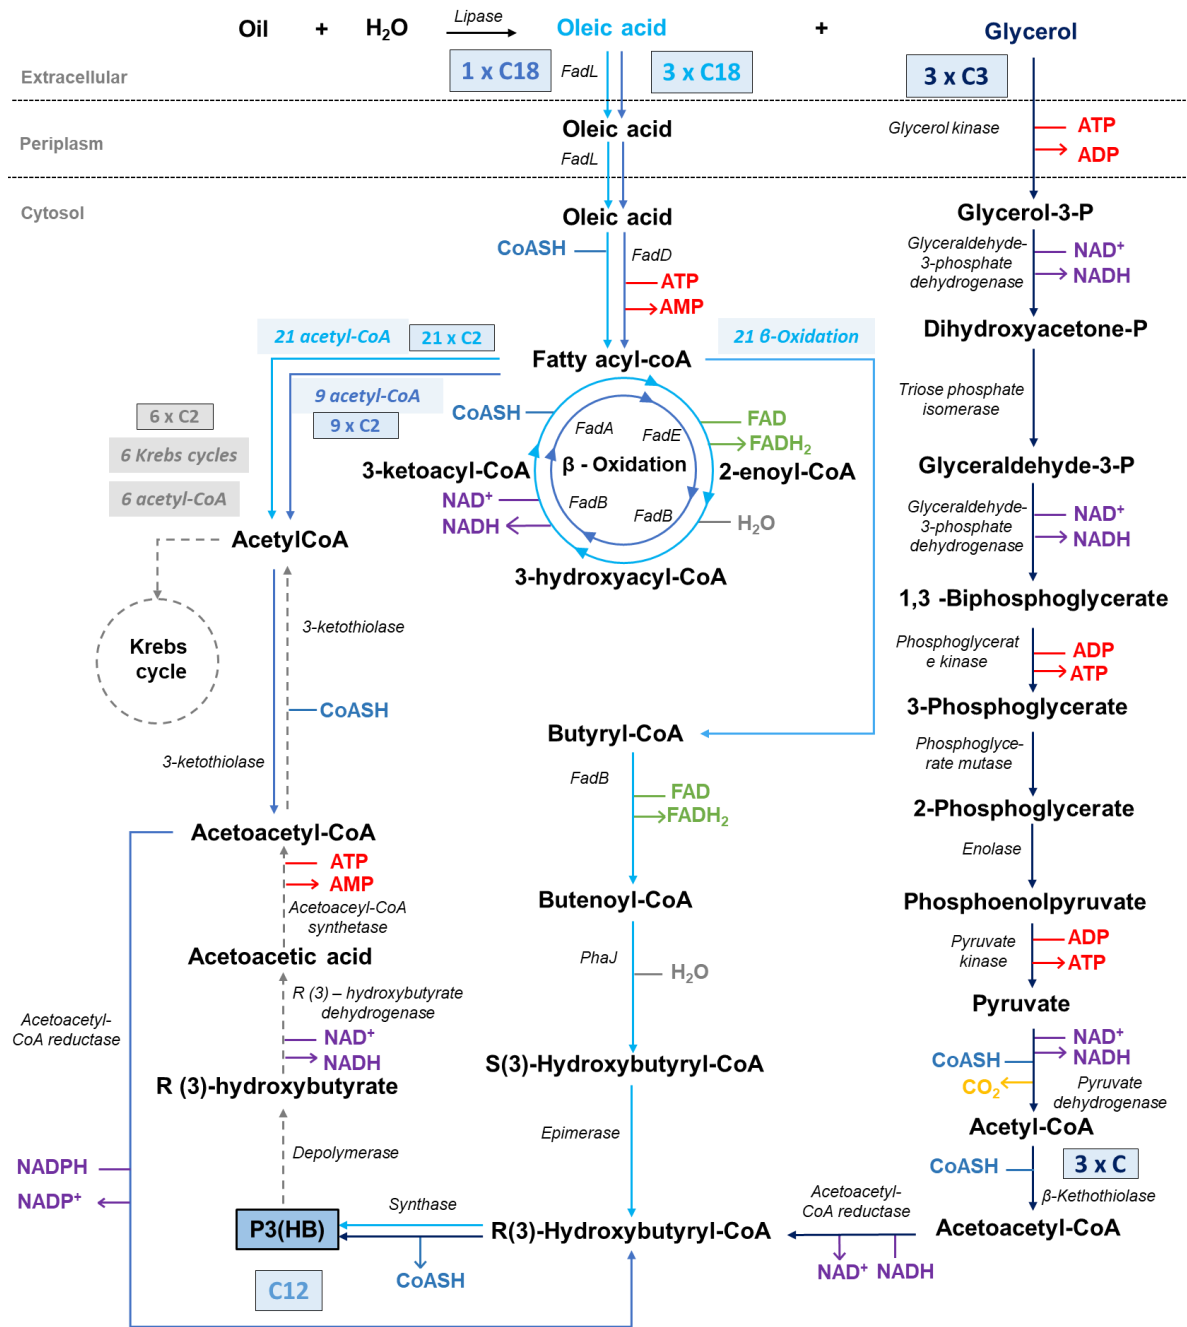 Oil + H₂O Lipase Oleic acid + Glycerol
1 x C18
FadL
3 x C18
3 x C3
Extracellular
Oleic acid
Glycerol kinase
ATP
ADP
Periplasm
FadL
Cytosol
Oleic acid
Glycerol-3-P
CoASH
FadD
ATP
AMP
Glyceraldehyde-
3-phosphate
dehydrogenase
NAD⁺
NADH
21 acetyl-CoA
21 x C2
21 β-Oxidation
Dihydroxyacetone-P
Fatty acyl-coA
9 acetyl-CoA
9 x C2
6 x C2
6 Krebs cycles
6 acetyl-CoA
CoASH
FAD
FADH₂
FadA
FadE
3-ketoacyl-CoA
β - Oxidation
2-enoyl-CoA
NAD⁺
NADH
FadB
FadB
H₂O
3-hydroxyacyl-CoA
Triose phosphate
isomerase
Glyceraldehyde-3-P
Glyceraldehyde-
3-phosphate
dehydrogenase
NAD⁺
NADH
AcetylCoA
1,3 -Biphosphoglycerate
3-ketothiolase
Krebs
cycle
Phosphoglycerat
e kinase
ADP
ATP
CoASH
3-Phosphoglycerate
Butyryl-CoA
3-ketothiolase
FadB
FAD
FADH₂
Phosphoglyce-
rate mutase
2-Phosphoglycerate
Acetoacetyl-CoA
Enolase
ATP
AMP
Acetoaceyl-CoA
synthetase
Butenoyl-CoA
Phosphoenolpyruvate
Acetoacetic acid
PhaJ
H₂O
Pyruvate
kinase
ADP
ATP
R (3) – hydroxybutyrate
dehydrogenase
Pyruvate
Acetoacetyl-
CoA reductase
NAD⁺
NADH
R (3)-hydroxybutyrate
S(3)-Hydroxybutyryl-CoA
NAD⁺
NADH
CoASH
CO₂
Pyruvate
dehydrogenase
Acetyl-CoA
Epimerase
Depolymerase
NADPH
NADP⁺
CoASH
3 x C
β-Kethothiolase
Acetoacetyl-
CoA reductase
Synthase
P3(HB)
R(3)-Hydroxybutyryl-CoA
Acetoacetyl-CoA
CoASH
NAD⁺
NADH
C12